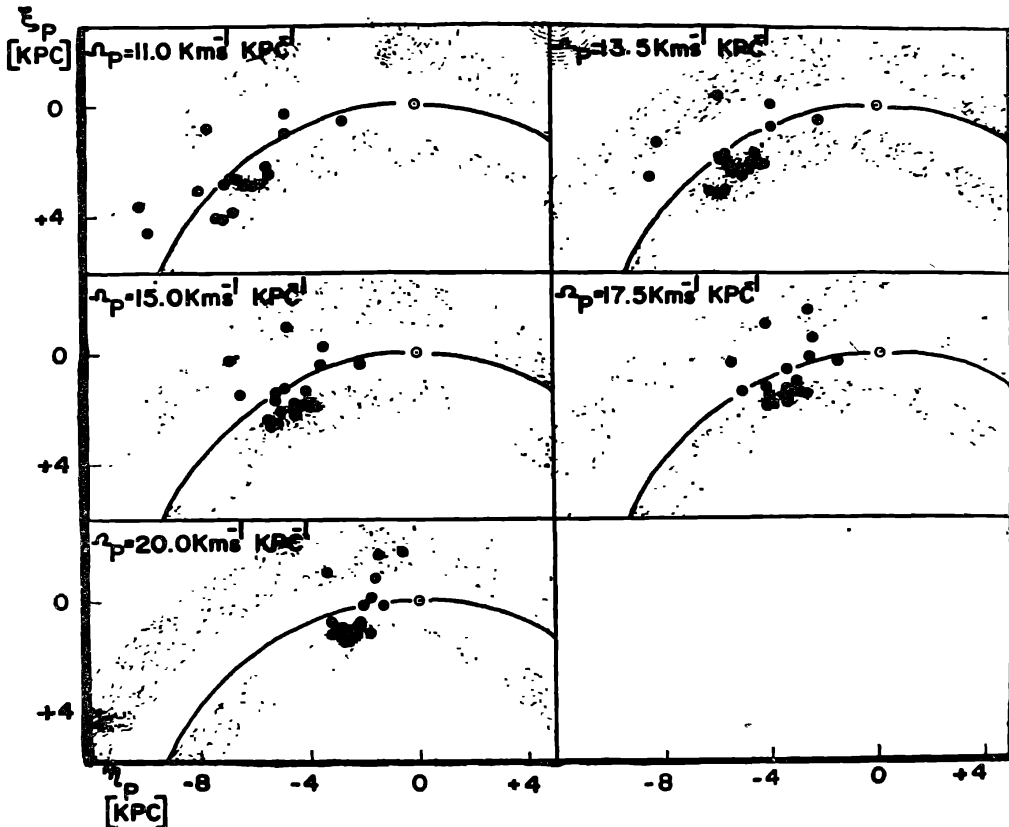 ξP
[KPC]
ΩP=11.0 Kms⁻¹ KPC⁻¹
P=13.5 Kms⁻¹ KPC⁻¹
0
+4
ΩP=15.0 Kms⁻¹ KPC⁻¹
ΩP=17.5 Kms⁻¹ KPC⁻¹
0
+4
ΩP=20.0 Kms⁻¹ KPC⁻¹
0
+4
ηP
[KPC]
-8 -4 0 +4
-4 0 +4